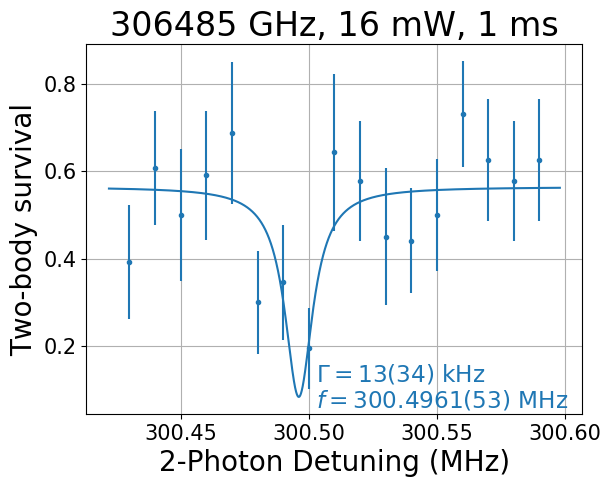 306485 GHz, 16 mW, 1 ms
Two-body survival
0.8
0.6
0.4
0.2
Γ = 13(34) kHz
f = 300.4961(53) MHz
300.45 300.50 300.55 300.60
2-Photon Detuning (MHz)